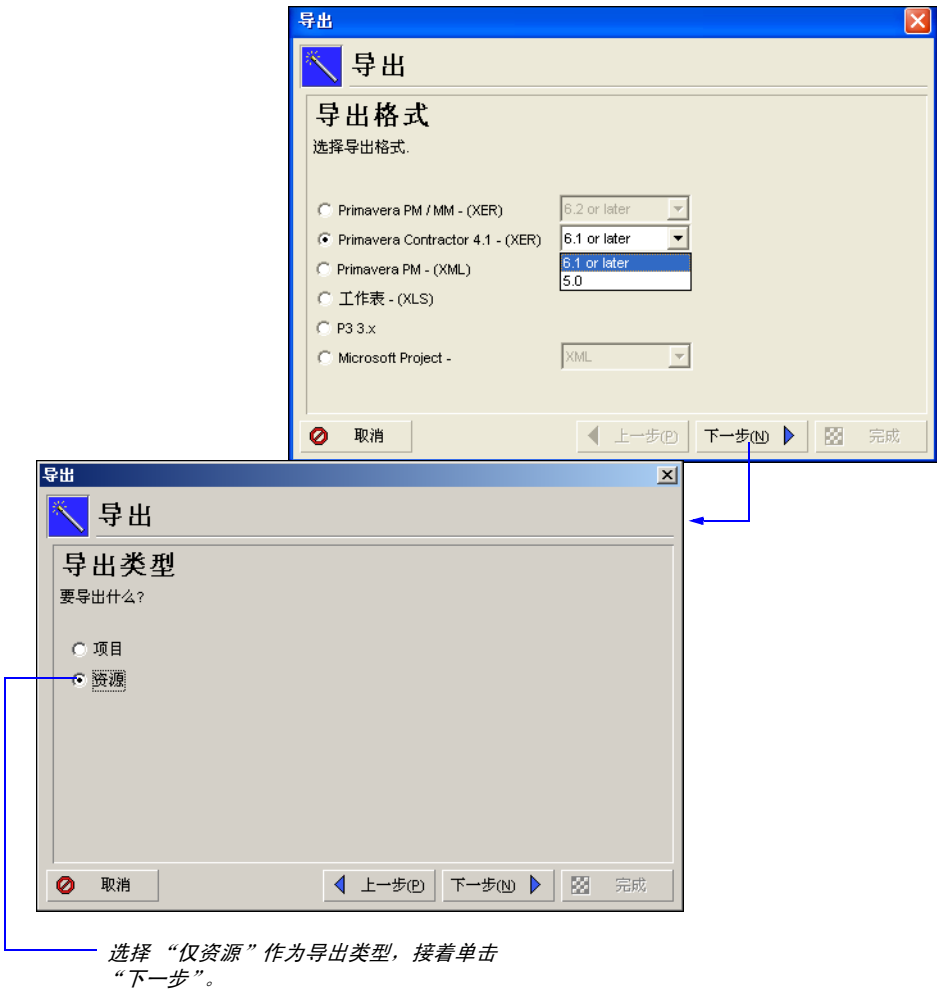 导出
导出
导出格式
选择导出格式.
Primavera PM / MM - (XER)
6.2 or later
Primavera Contractor 4.1 - (XER)
6.1 or later
6.1 or later
5.0
Primavera PM - (XML)
工作表 - (XLS)
P3 3.x
Microsoft Project -
XML
取消
上一步(P)
下一步(N)
完成
导出
导出
导出类型
要导出什么?
项目
资源
取消
上一步(P)
下一步(N)
完成
选择 “仅资源”作为导出类型，接着单击
“下一步”。